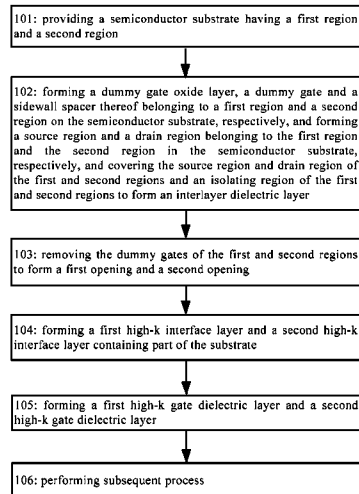 101: providing a semiconductor substrate having a first region
and a second region
102: forming a dummy gate oxide layer, a dummy gate and a
sidewall spacer thereof belonging to a first region and a second
region on the semiconductor substrate, respectively, and forming
a source region and a drain region belonging to the first region
and the second region in the semiconductor substrate,
respectively, and covering the source region and drain region of
the first and second regions and an isolating region of the first
and second regions to form an interlayer dielectric layer
103: removing the dummy gates of the first and second regions
to form a first opening and a second opening
104: forming a first high-k interface layer and a second high-k
interface layer containing part of the substrate
105: forming a first high-k gate dielectric layer and a second
high-k gate dielectric layer
106: performing subsequent process